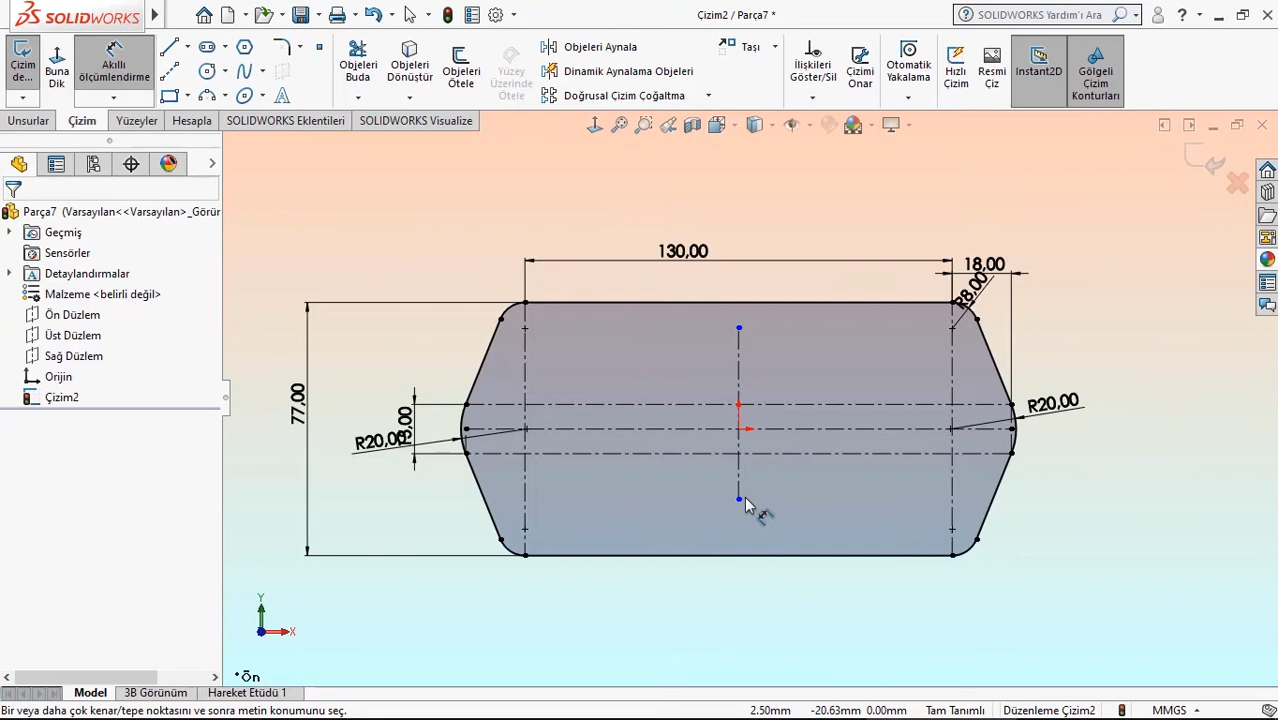 SOLIDWORKS
Çizim2 / Parça7 *
SOLIDWORKS Yardım'ı Ara
?
Çizim
de...
Buna
Dik
Akıllı
ölçümlendirme
Objeleri
Buda
Objeleri
Dönüştür
Objeleri
Ötele
Yüzey
Üzerinde
Ötele
Objeleri Aynala
Dinamik Aynalama Objeleri
Doğrusal Çizim Çoğaltma
Taşı
İlişkileri
Göster/Sil
Çizimi
Onar
Otomatik
Yakalama
Hızlı
Çizim
Resmi
Çiz
Instant2D
Gölgeli
Çizim
Konturları
Unsurlar
Çizim
Yüzeyler
Hesapla
SOLIDWORKS Eklentileri
SOLIDWORKS Visualize
Parça7 (Varsayılan<<Varsayılan>_Görür
Geçmiş
Sensörler
Detaylandırmalar
Malzeme <belirli değil>
Ön Düzlem
Üst Düzlem
Sağ Düzlem
Orijin
Çizim2
130,00
18,00
R8,00
77,00
R20,00
R20,00
Y
X
*Ön
Model
3B Görünüm
Hareket Etüdü 1
Bir veya daha çok kenar/tepe noktasını ve sonra metin konumunu seç.
2.50mm
-20.63mm
0.00mm
Tam Tanımlı
Düzenleme Çizim2
MMGS